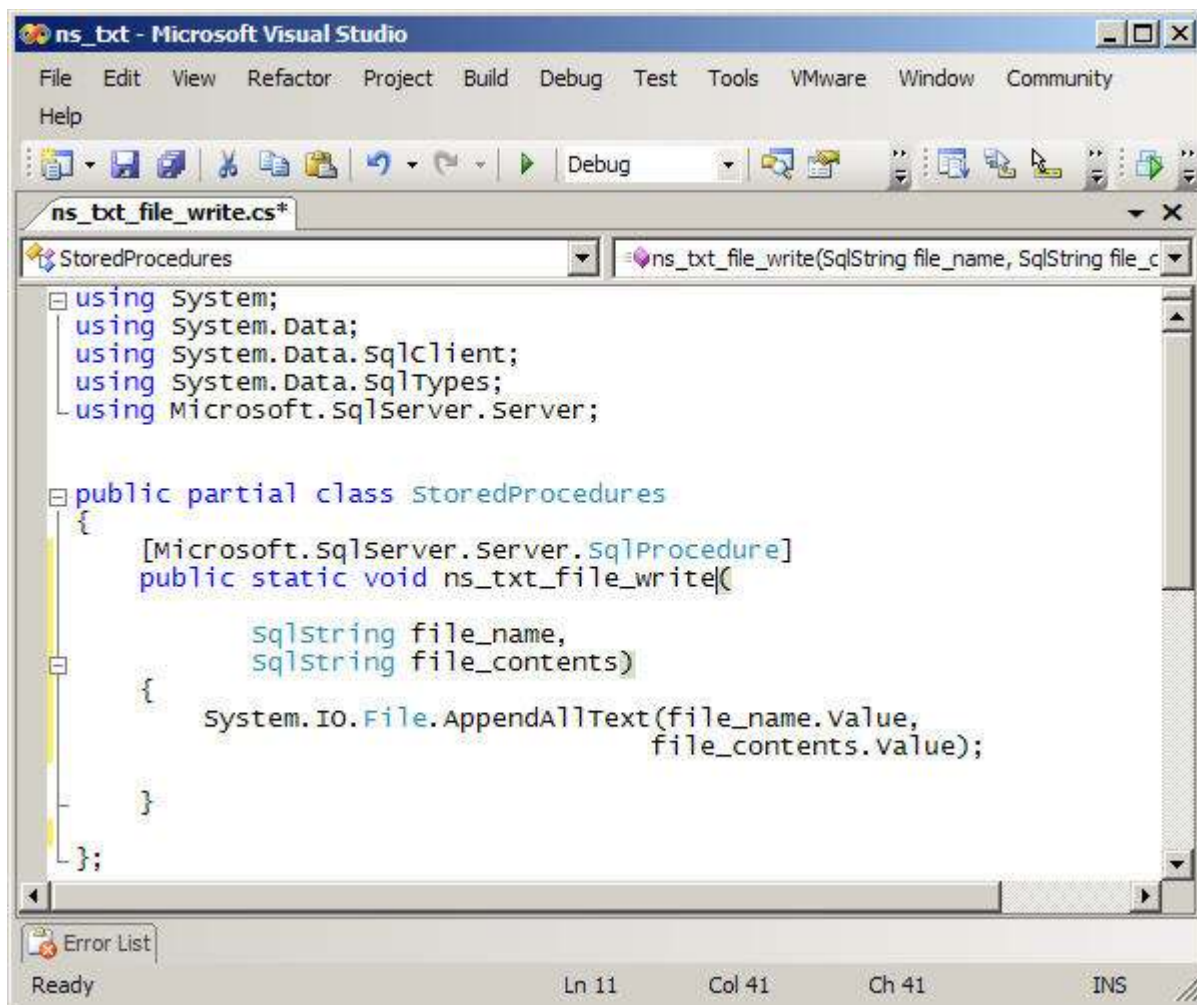 ns_txt - Microsoft Visual Studio
File Edit View Refactor Project Build Debug Test Tools VMware Window Community
Help
Debug
ns_txt_file_write.cs*
StoredProcedures ns_txt_file_write(SqlString file_name, SqlString file_c
using System;
using System.Data;
using System.Data.SqlClient;
using System.Data.SqlTypes;
using Microsoft.SqlServer.Server;
public partial class StoredProcedures
{
[Microsoft.SqlServer.Server.SqlProcedure]
public static void ns_txt_file_write(
SqlString file_name,
SqlString file_contents)
{
System.IO.File.AppendAllText(file_name.Value,
file_contents.Value);
}
};
Error List
Ready Ln 11 Col 41 Ch 41 INS